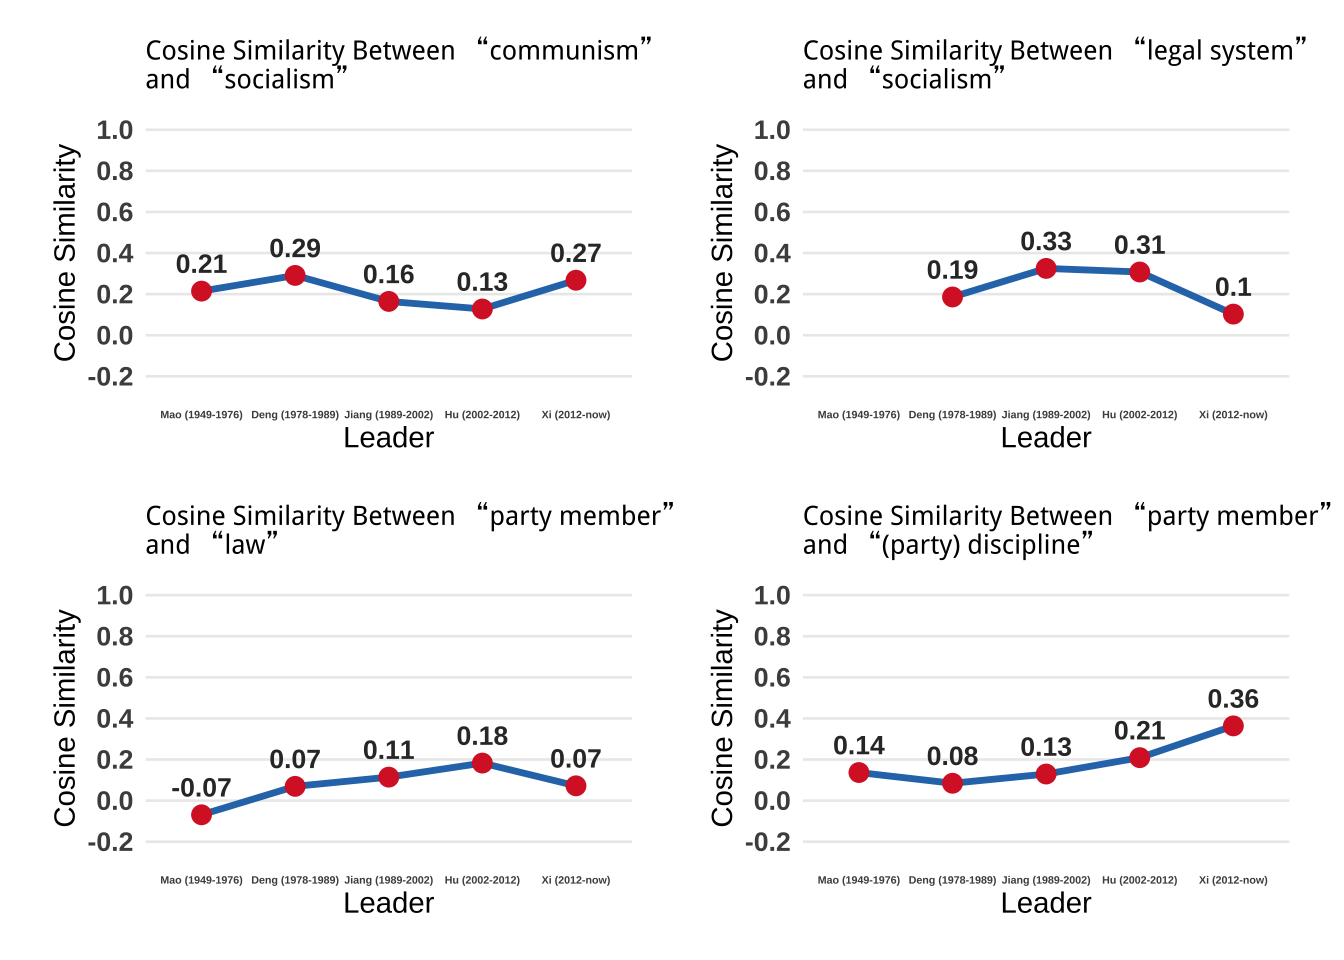 Cosine Similarity Between “communism”
and “socialism”
1.0
0.8
0.6
0.4
0.2
0.0
-0.2
Cosine Similarity
0.21
0.29
0.16
0.13
0.27
Mao (1949-1976) Deng (1978-1989) Jiang (1989-2002) Hu (2002-2012) Xi (2012-now)
Leader
Cosine Similarity Between “legal system”
and “socialism”
1.0
0.8
0.6
0.4
0.2
0.0
-0.2
Cosine Similarity
0.19
0.33
0.31
0.1
Mao (1949-1976) Deng (1978-1989) Jiang (1989-2002) Hu (2002-2012) Xi (2012-now)
Leader
Cosine Similarity Between “party member”
and “law”
1.0
0.8
0.6
0.4
0.2
0.0
-0.2
Cosine Similarity
-0.07
0.07
0.11
0.18
0.07
Mao (1949-1976) Deng (1978-1989) Jiang (1989-2002) Hu (2002-2012) Xi (2012-now)
Leader
Cosine Similarity Between “party member”
and “(party) discipline”
1.0
0.8
0.6
0.4
0.2
0.0
-0.2
Cosine Similarity
0.14
0.08
0.13
0.21
0.36
Mao (1949-1976) Deng (1978-1989) Jiang (1989-2002) Hu (2002-2012) Xi (2012-now)
Leader